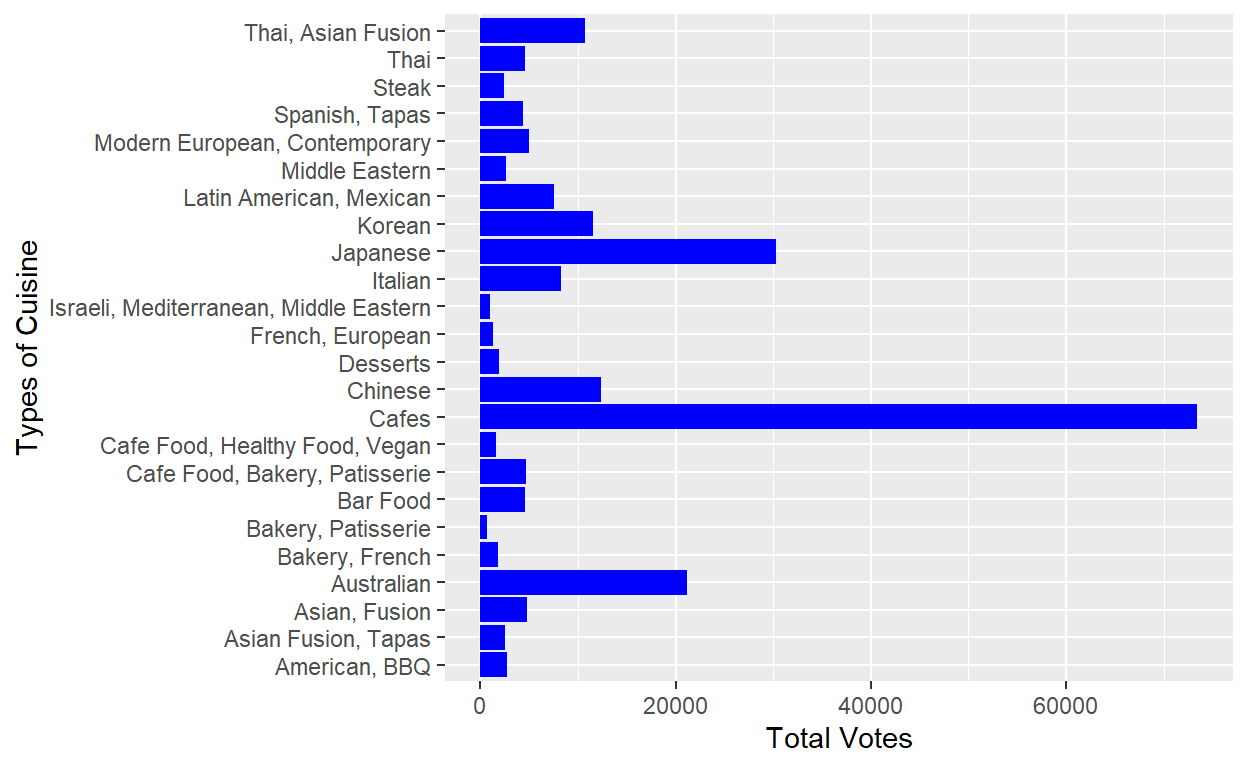 Thai, Asian Fusion
Thai
Steak
Spanish, Tapas
Modern European, Contemporary
Middle Eastern
Latin American, Mexican
Korean
Japanese
Italian
Israeli, Mediterranean, Middle Eastern
French, European
Desserts
Chinese
Cafes
Cafe Food, Healthy Food, Vegan
Cafe Food, Bakery, Patisserie
Bar Food
Bakery, Patisserie
Bakery, French
Australian
Asian, Fusion
Asian Fusion, Tapas
American, BBQ
Types of Cuisine
0 20000 40000 60000
Total Votes